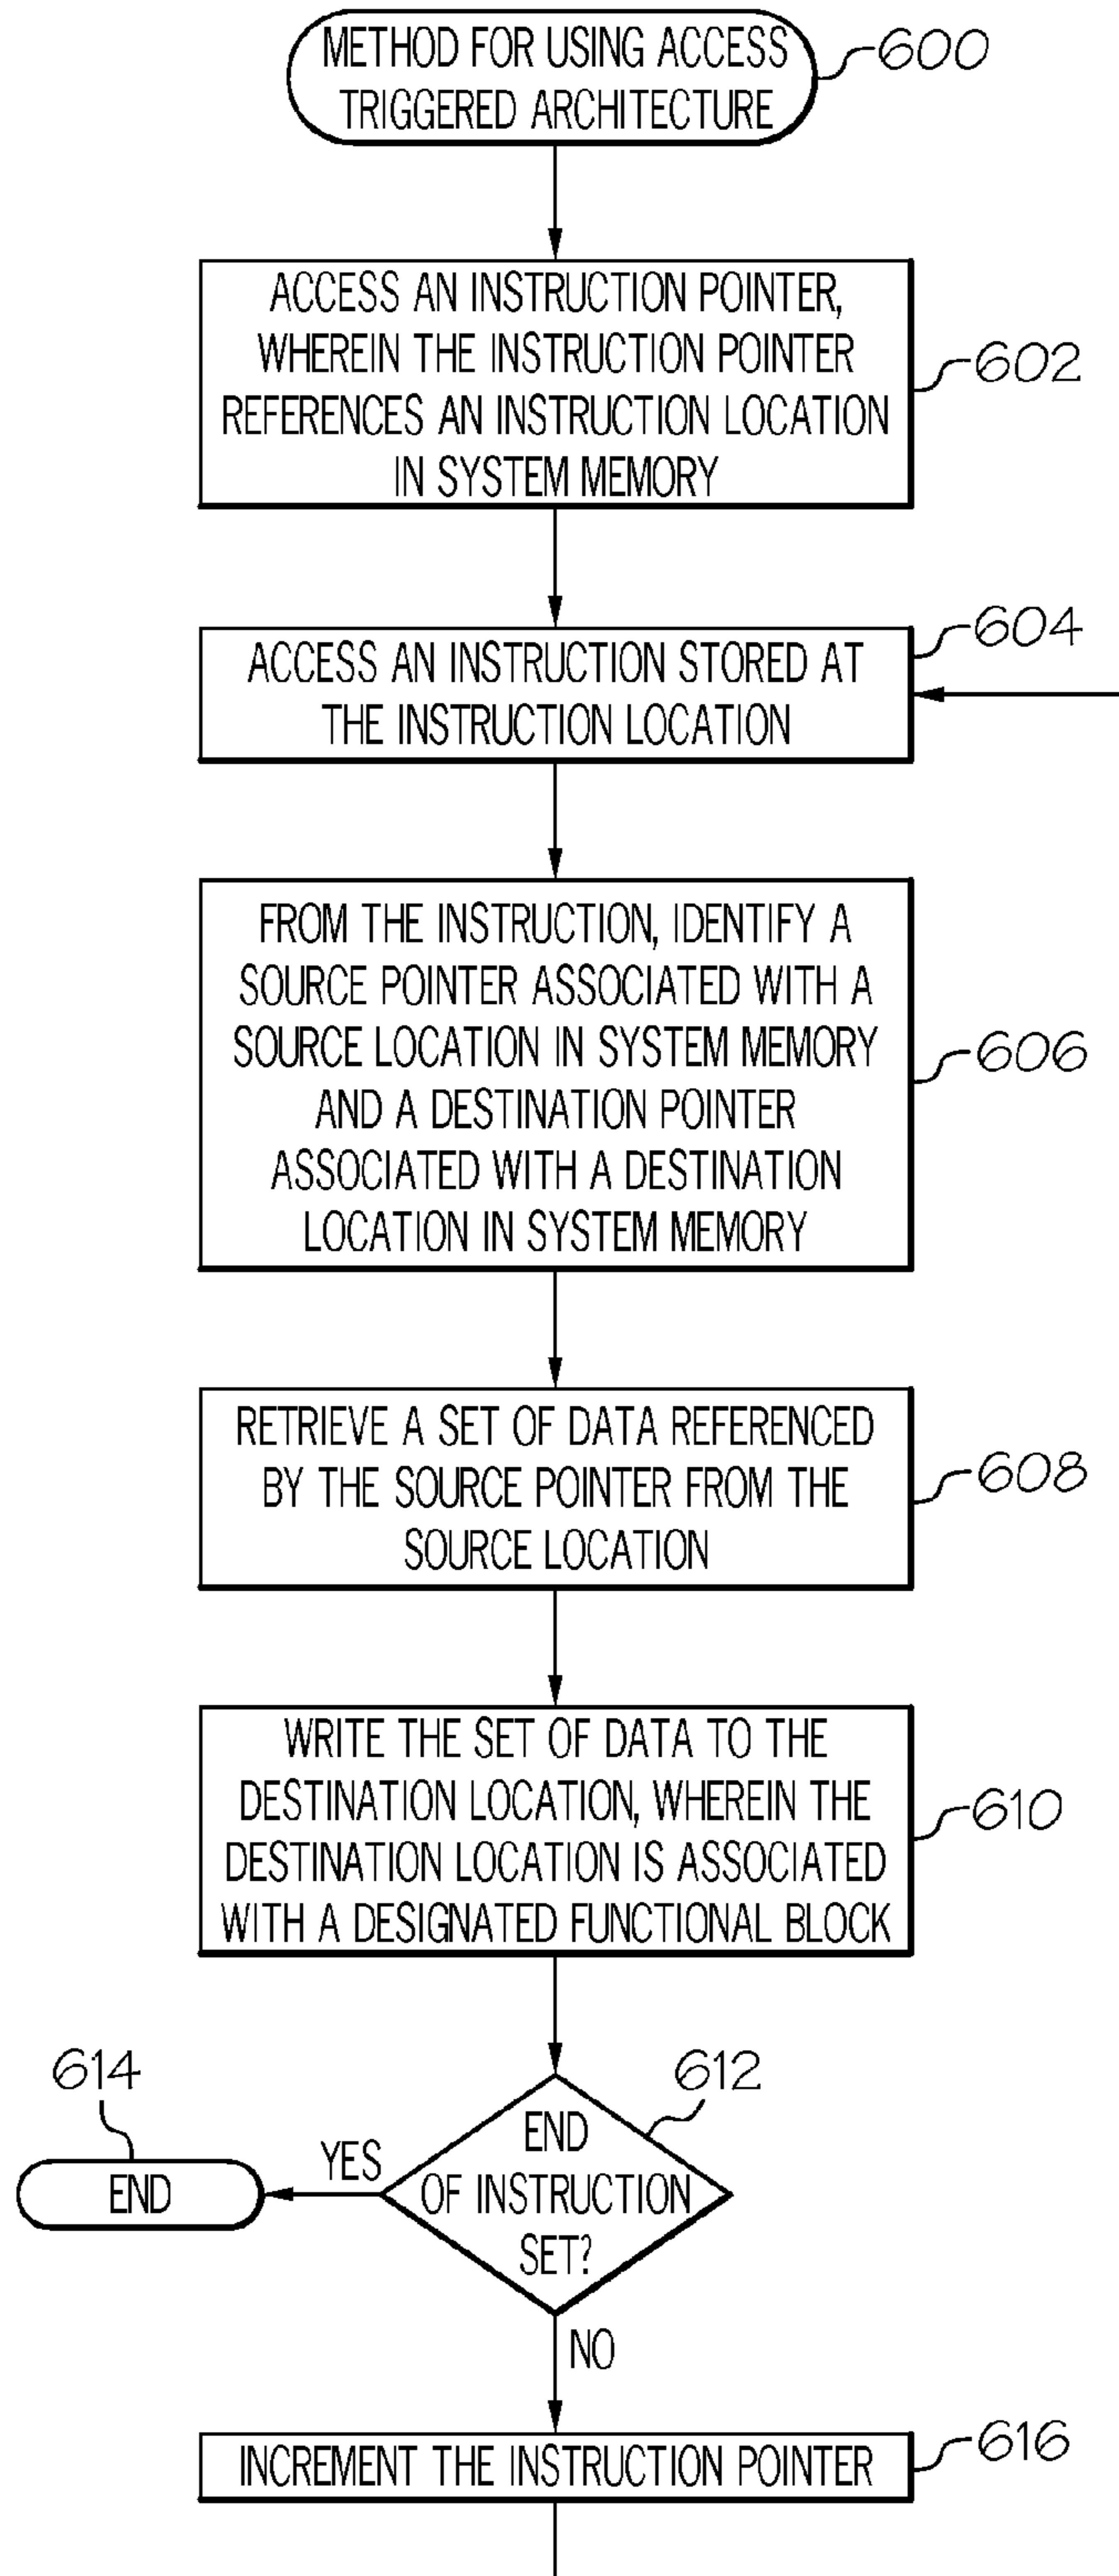 METHOD FOR USING ACCESS
TRIGGERED ARCHITECTURE
600
ACCESS AN INSTRUCTION POINTER,
WHEREIN THE INSTRUCTION POINTER
REFERENCES AN INSTRUCTION LOCATION
IN SYSTEM MEMORY
602
ACCESS AN INSTRUCTION STORED AT
THE INSTRUCTION LOCATION
604
FROM THE INSTRUCTION, IDENTIFY A
SOURCE POINTER ASSOCIATED WITH A
SOURCE LOCATION IN SYSTEM MEMORY
AND A DESTINATION POINTER
ASSOCIATED WITH A DESTINATION
LOCATION IN SYSTEM MEMORY
606
RETRIEVE A SET OF DATA REFERENCED
BY THE SOURCE POINTER FROM THE
SOURCE LOCATION
608
WRITE THE SET OF DATA TO THE
DESTINATION LOCATION, WHEREIN THE
DESTINATION LOCATION IS ASSOCIATED
WITH A DESIGNATED FUNCTIONAL BLOCK
610
END
OF INSTRUCTION
SET?
612
YES
END
614
NO
INCREMENT THE INSTRUCTION POINTER
616